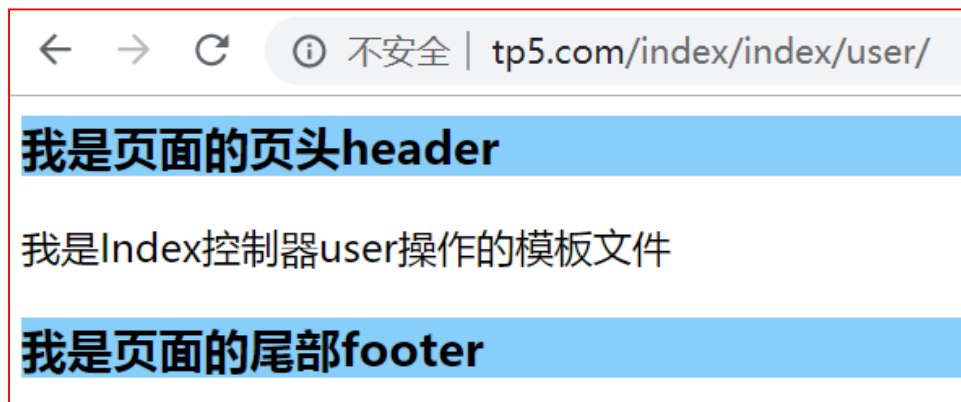 不安全 | tp5.com/index/index/user/
我是页面的页头header
我是Index控制器user操作的模板文件
我是页面的尾部footer